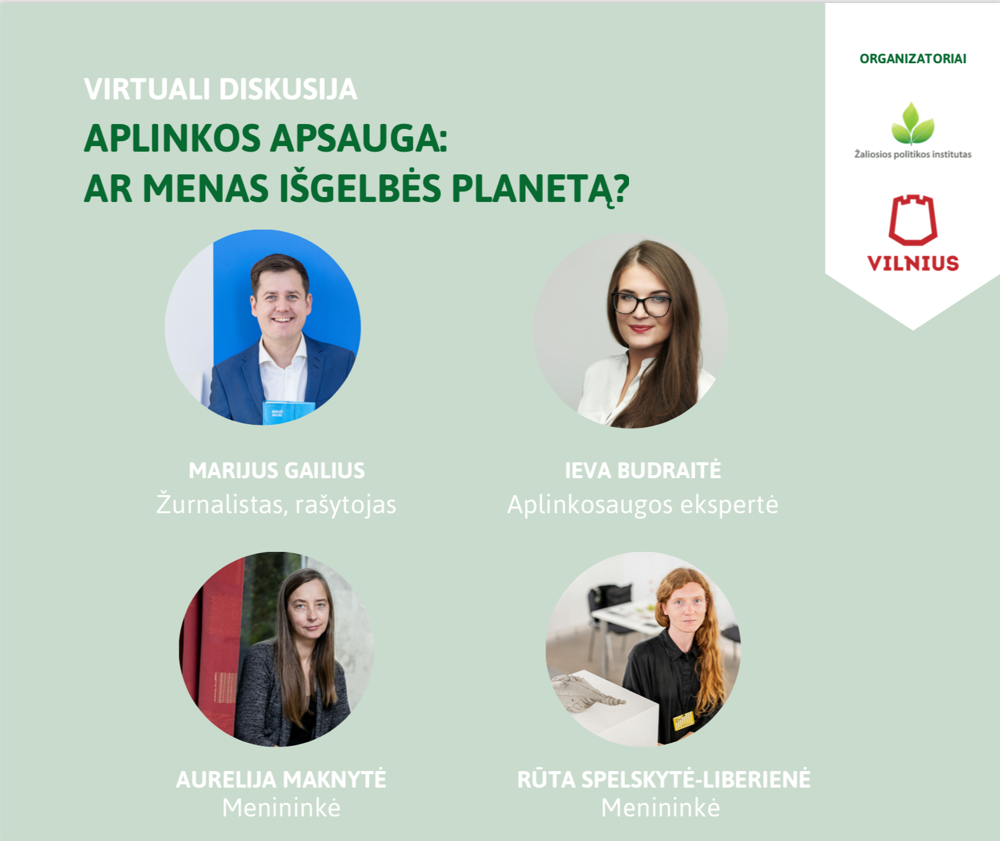 VIRTUALI DISKUSIJA
APLINKOS APSAUGA:
AR MENAS IŠGELBĖS PLANETĄ?
ORGANIZATORIAI
Žaliosios politikos institutas
VILNIUS
MARIJUS GAILIUS
Žurnalistas, rašytojas
IEVA BUDRAITĖ
Aplinkosaugos ekspertė
AURELIJA MAKNYTĖ
Menininkė
RŪTA SPELSKYTĖ-LIBERIENĖ
Menininkė